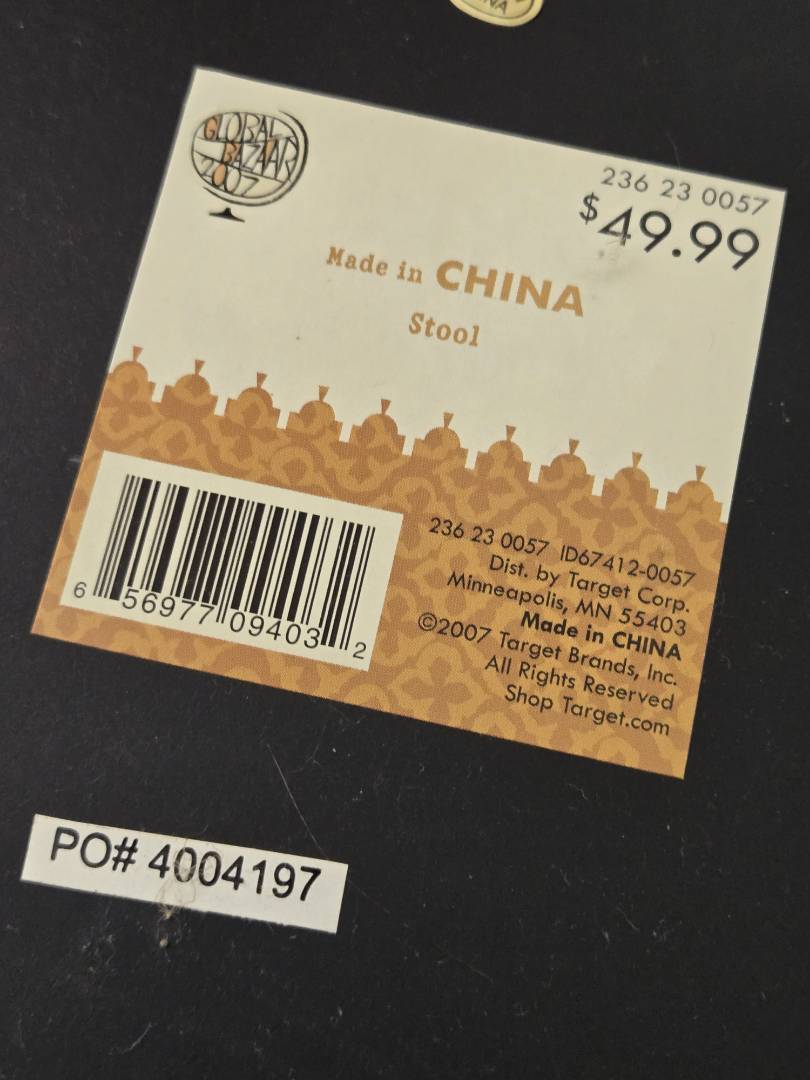 NA
GLOBAL
BAZAAR
2007
236 23 0057
$49.99
Made in CHINA
Stool
6 56977 09403 2
236 23 0057 ID67412-0057
Dist. by Target Corp.
Minneapolis, MN 55403
Made in CHINA
©2007 Target Brands, Inc.
All Rights Reserved
Shop Target.com
PO# 4004197